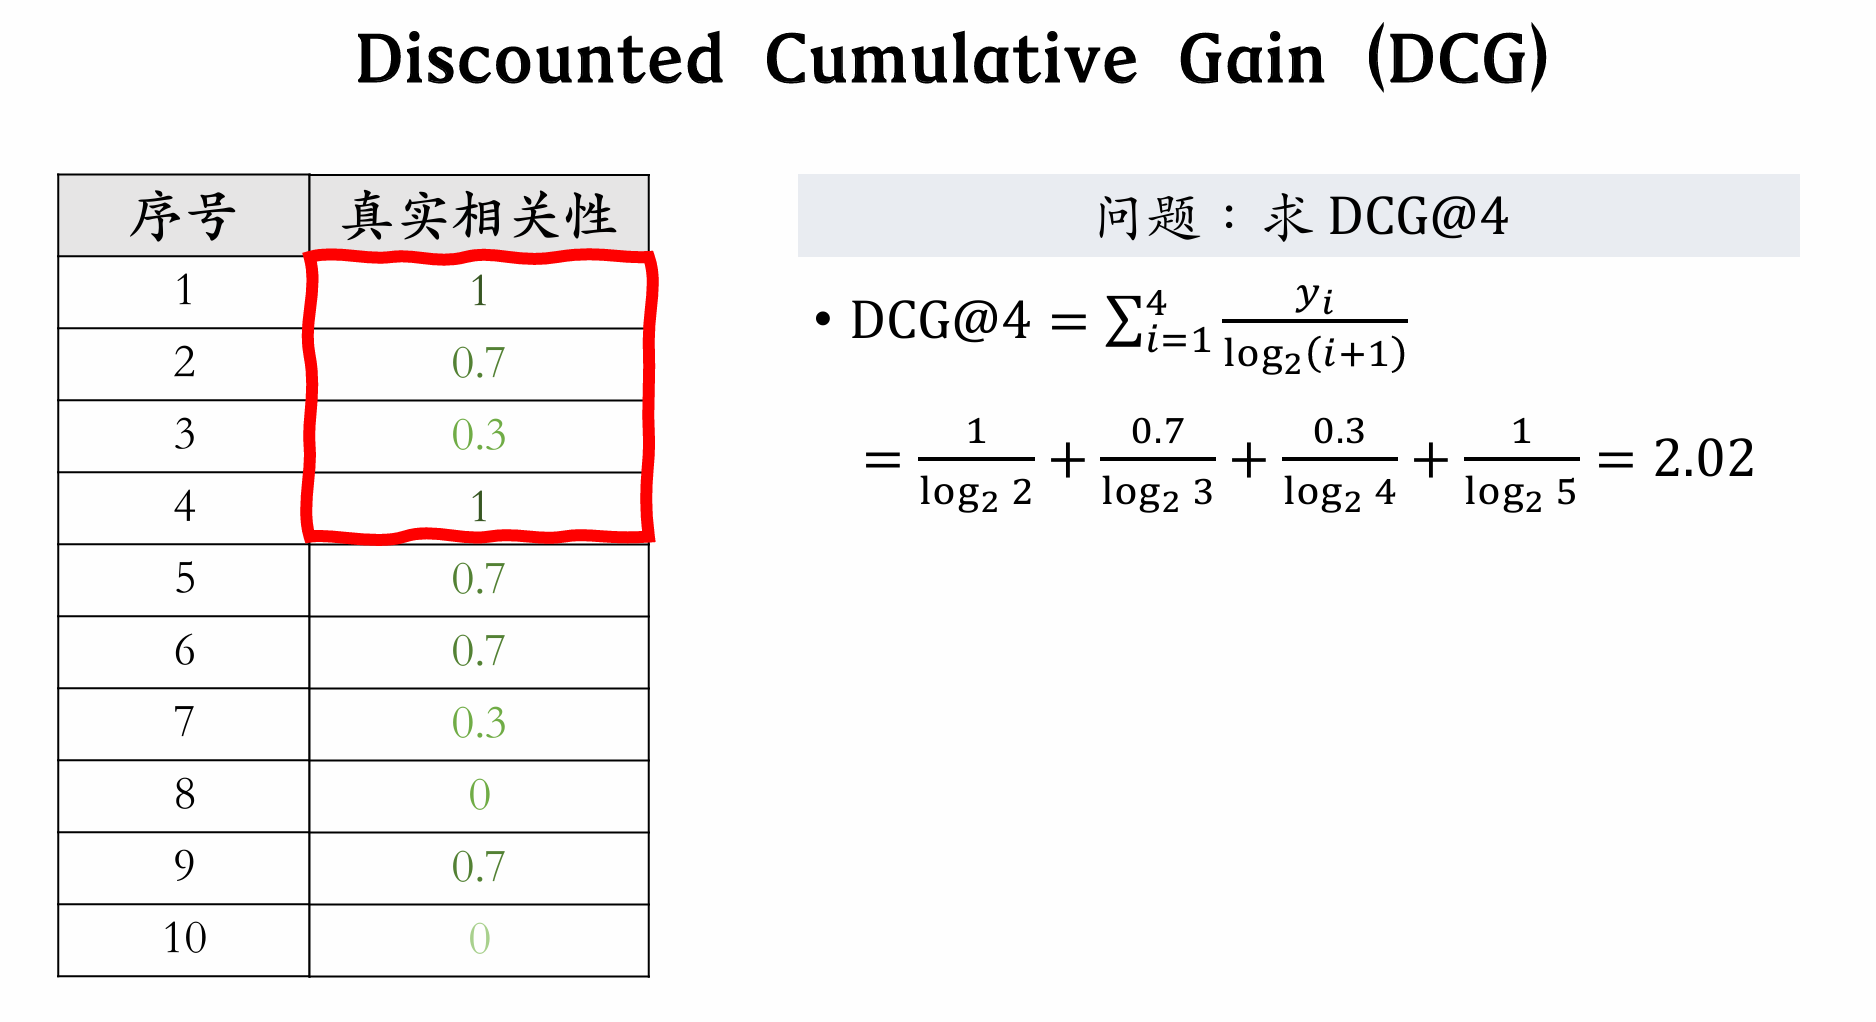 Discounted Cumulative Gain (DCG)
序号 真实相关性
1 1
2 0.7
3 0.3
4 1
5 0.7
6 0.7
7 0.3
8 0
9 0.7
10 0
问题：求 DCG@4
• DCG@4 = ∑_{i=1}^{4} \frac{y_i}{\log_2(i+1)}
= \frac{1}{\log_2 2} + \frac{0.7}{\log_2 3} + \frac{0.3}{\log_2 4} + \frac{1}{\log_2 5} = 2.02